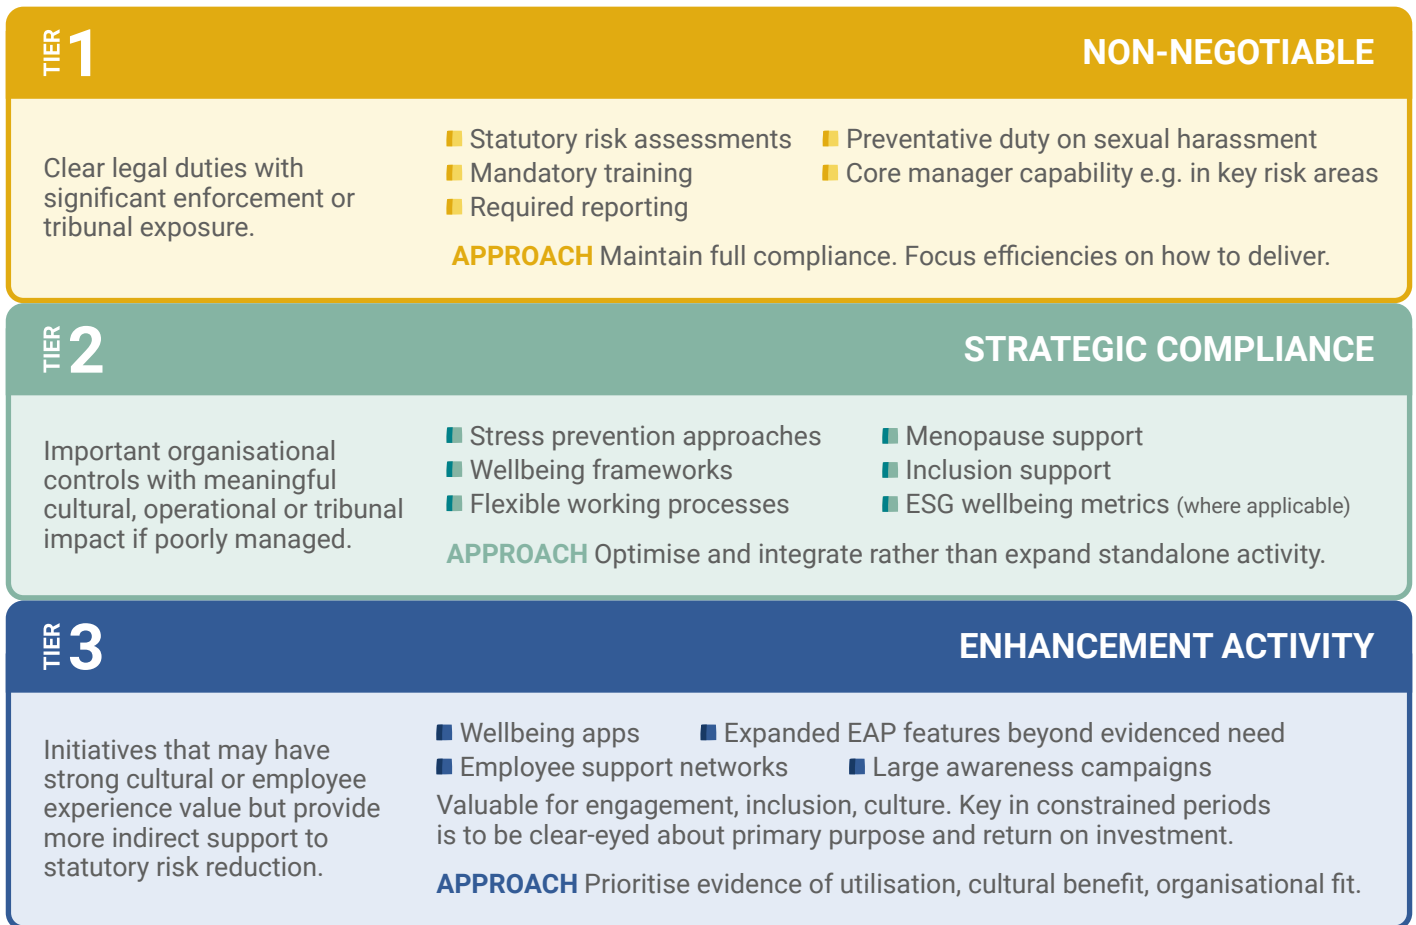 TIER 1
NON-NEGOTIABLE
Clear legal duties with
significant enforcement or
tribunal exposure.
Statutory risk assessments
Mandatory training
Required reporting
Preventative duty on sexual harassment
Core manager capability e.g. in key risk areas
APPROACH Maintain full compliance. Focus efficiencies on how to deliver.
TIER 2
STRATEGIC COMPLIANCE
Important organisational
controls with meaningful
cultural, operational or tribunal
impact if poorly managed.
Stress prevention approaches
Wellbeing frameworks
Flexible working processes
Menopause support
Inclusion support
ESG wellbeing metrics (where applicable)
APPROACH Optimise and integrate rather than expand standalone activity.
TIER 3
ENHANCEMENT ACTIVITY
Initiatives that may have
strong cultural or employee
experience value but provide
more indirect support to
statutory risk reduction.
Wellbeing apps
Expanded EAP features beyond evidenced need
Employee support networks
Large awareness campaigns
Valuable for engagement, inclusion, culture. Key in constrained periods
is to be clear-eyed about primary purpose and return on investment.
APPROACH Prioritise evidence of utilisation, cultural benefit, organisational fit.